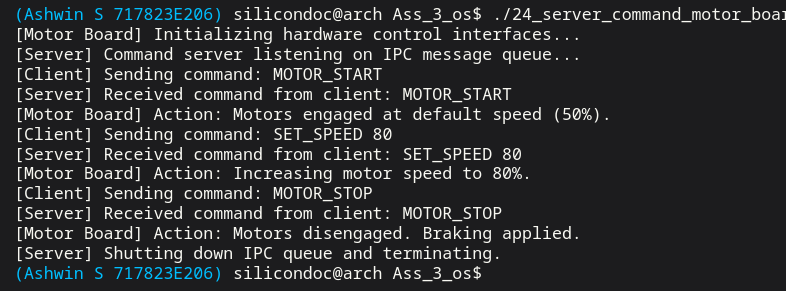 (Ashwin S 717823E206) silicondoc@arch Ass_3_os$ ./24_server_command_motor_boar
[Motor Board] Initializing hardware control interfaces...
[Server] Command server listening on IPC message queue...
[Client] Sending command: MOTOR_START
[Server] Received command from client: MOTOR_START
[Motor Board] Action: Motors engaged at default speed (50%).
[Client] Sending command: SET_SPEED 80
[Server] Received command from client: SET_SPEED 80
[Motor Board] Action: Increasing motor speed to 80%.
[Client] Sending command: MOTOR_STOP
[Server] Received command from client: MOTOR_STOP
[Motor Board] Action: Motors disengaged. Braking applied.
[Server] Shutting down IPC queue and terminating.
(Ashwin S 717823E206) silicondoc@arch Ass_3_os$